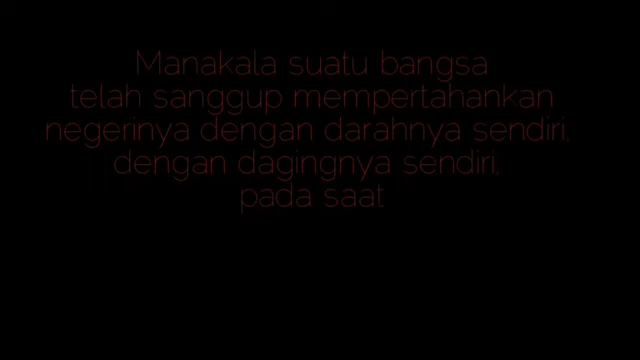 Manakala suatu bangsa
telah sanggup mempertahankan
negerinya dengan darahnya sendiri,
dengan dagingnya sendiri,
pada saat